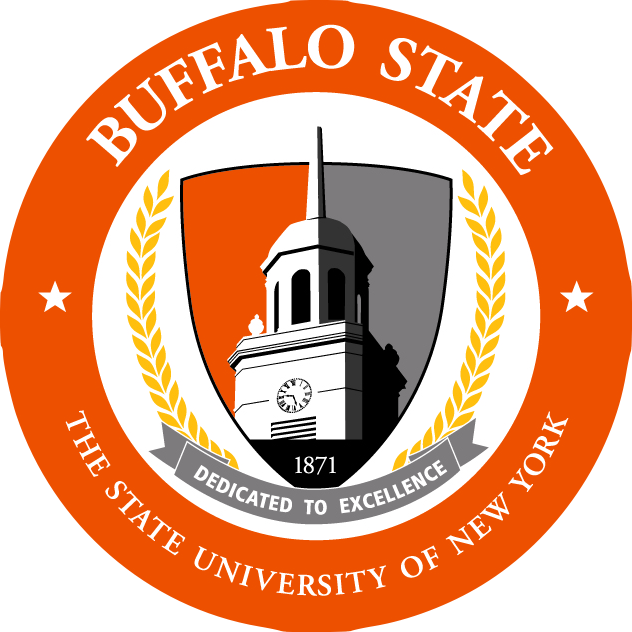 BUFFALO STATE
1871
DEDICATED TO EXCELLENCE
THE STATE UNIVERSITY OF NEW YORK